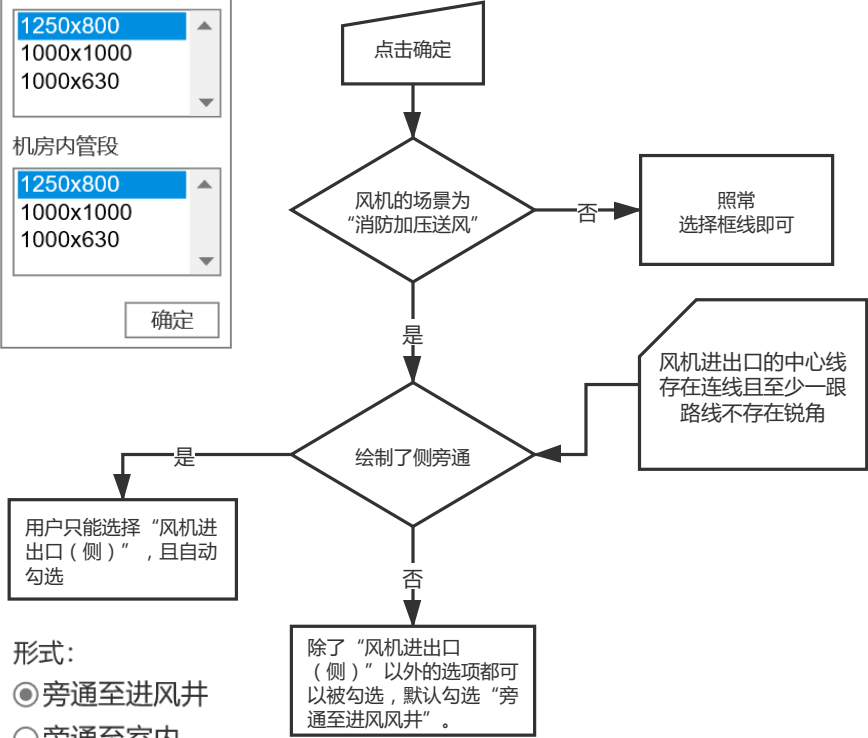 1250x800
1000x1000
1000x630
机房内管段
1250x800
1000x1000
1000x630
确定
点击确定
风机的场景为
“消防加压送风”
否
照常
选择框线即可
是
风机进出口的中心线
存在连线且至少一跟
路线不存在锐角
绘制了侧旁通
是
用户只能选择“风机进
出口（侧）”，且自动
勾选
否
除了“风机进出口
（侧）”以外的选项都可
以被勾选，默认勾选“旁
通至进风风井”。
形式：
旁通至进风井
旁通至室内